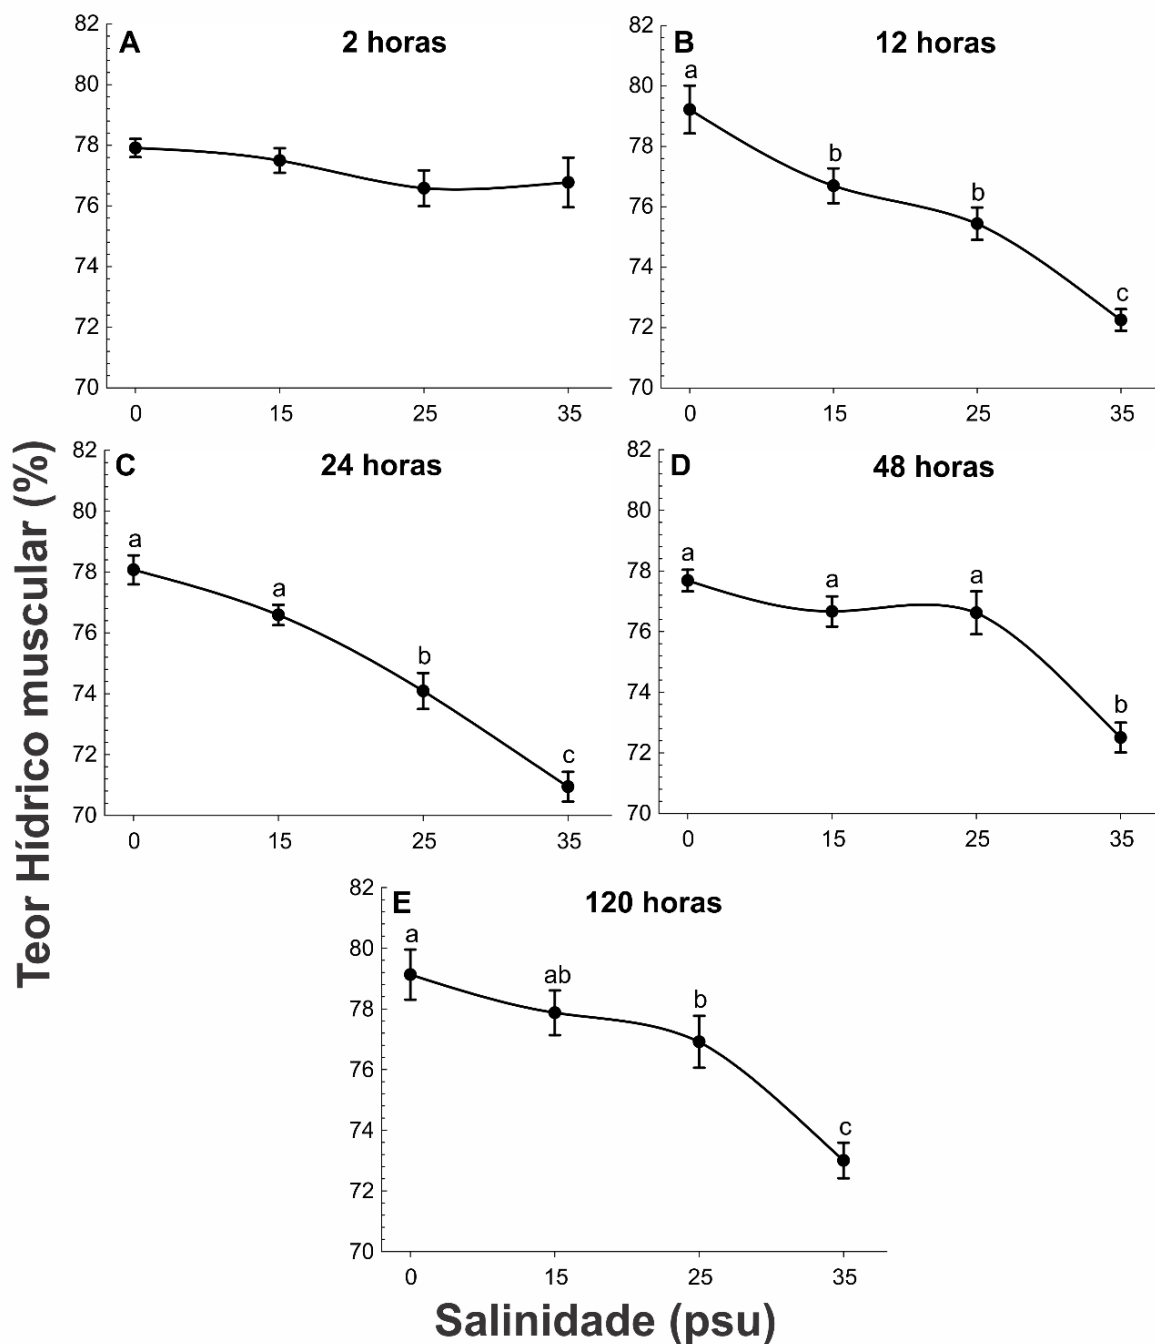 A 2 horas
82
80
78
76
74
72
70
0 15 25 35
B 12 horas
82
80
78
76
74
72
70
a
b
b
c
0 15 25 35
C 24 horas
82
80
78
76
74
72
70
a
a
b
c
0 15 25 35
D 48 horas
82
80
78
76
74
72
70
a
a
a
b
0 15 25 35
E 120 horas
82
80
78
76
74
72
70
a
ab
b
c
0 15 25 35
Teor Hídrico muscular (%)
Salinidade (psu)